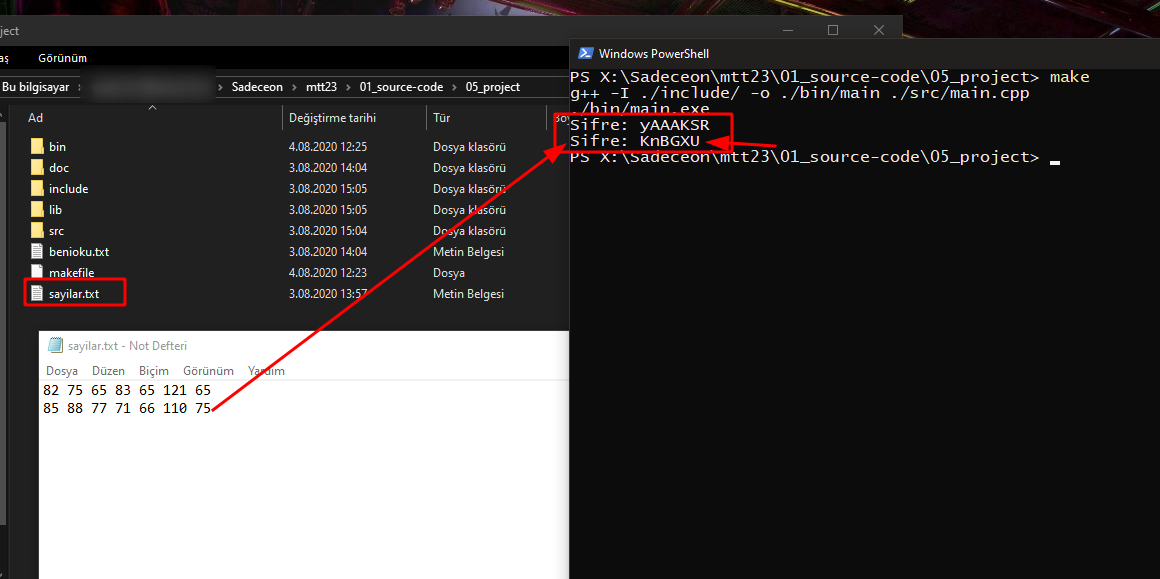 ject
aş Görünüm
Bu bilgisayar › › Sadeceon › mtt23 › 01_source-code › 05_project
Ad Değiştirme tarihi Tür
bin 4.08.2020 12:25 Dosya klasörü
doc 3.08.2020 14:04 Dosya klasörü
include 3.08.2020 15:05 Dosya klasörü
lib 3.08.2020 15:05 Dosya klasörü
src 3.08.2020 15:04 Dosya klasörü
benioku.txt 3.08.2020 14:04 Metin Belgesi
makefile 4.08.2020 12:23 Dosya
sayilar.txt 3.08.2020 13:57 Metin Belgesi
sayilar.txt - Not Defteri
Dosya Düzen Biçim Görünüm Yardım
82 75 65 83 65 121 65
85 88 77 71 66 110 75
Windows PowerShell
PS X:\Sadeceon\mtt23\01_source-code\05_project> make
g++ -I ./include/ -o ./bin/main ./src/main.cpp
./bin/main.exe
Sifre: yAAAKSR
Sifre: KnBGXU
PS X:\Sadeceon\mtt23\01_source-code\05_project>